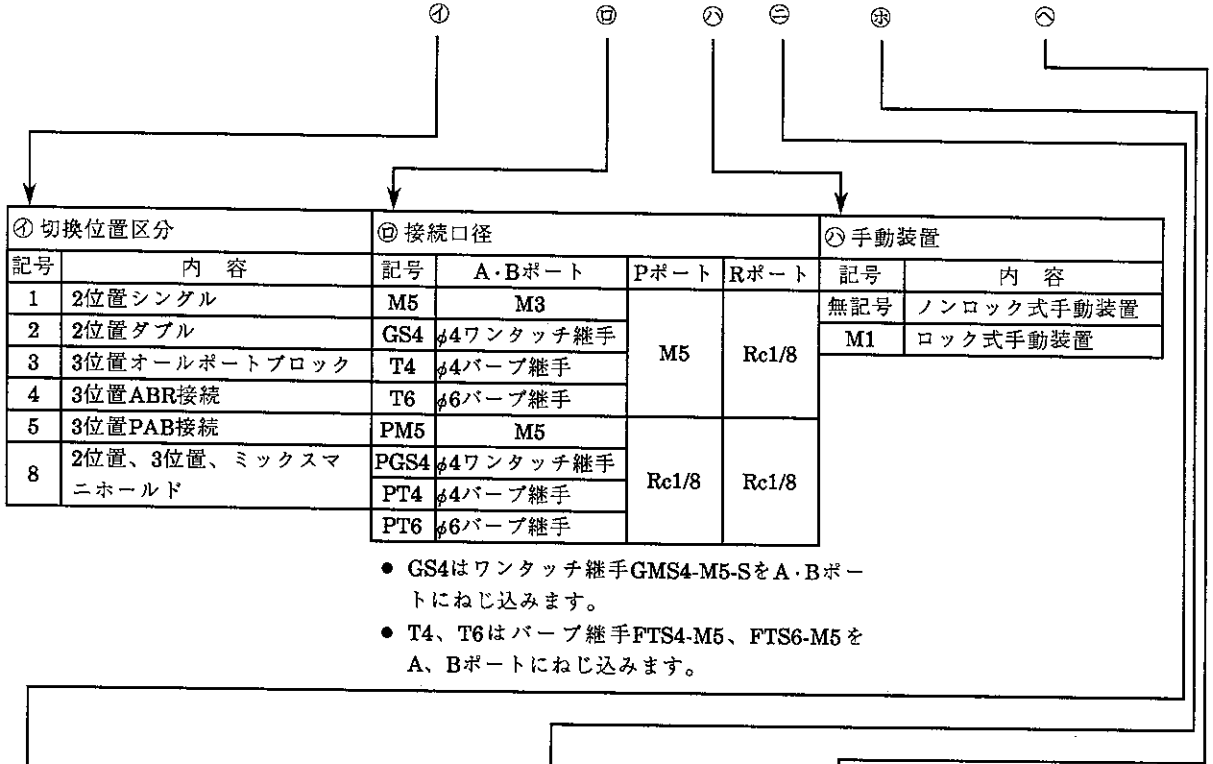 ㋑ ㋺ ㋩ ㋥ ㋭ ㋬
㋑ 切換位置区分
記号 内 容
1 2位置シングル
2 2位置ダブル
3 3位置オールポートブロック
4 3位置ABR接続
5 3位置PAB接続
8 2位置、3位置、ミックスマ
ニホールド
㋺ 接続口径
記号 A・Bポート Pポート Rポート
M5 M3 M5 Rc1/8
GS4 φ4ワンタッチ継手
T4 φ4バーブ継手
T6 φ6バーブ継手
PM5 M5 Rc1/8 Rc1/8
PGS4 φ4ワンタッチ継手
PT4 φ4バーブ継手
PT6 φ6バーブ継手
㋩ 手動装置
記号 内 容
無記号 ノンロック式手動装置
M1 ロック式手動装置
● GS4はワンタッチ継手GMS4-M5-SをA・Bポー
トにねじ込みます。
● T4、T6はバーブ継手FTS4-M5、FTS6-M5を
A、Bポートにねじ込みます。